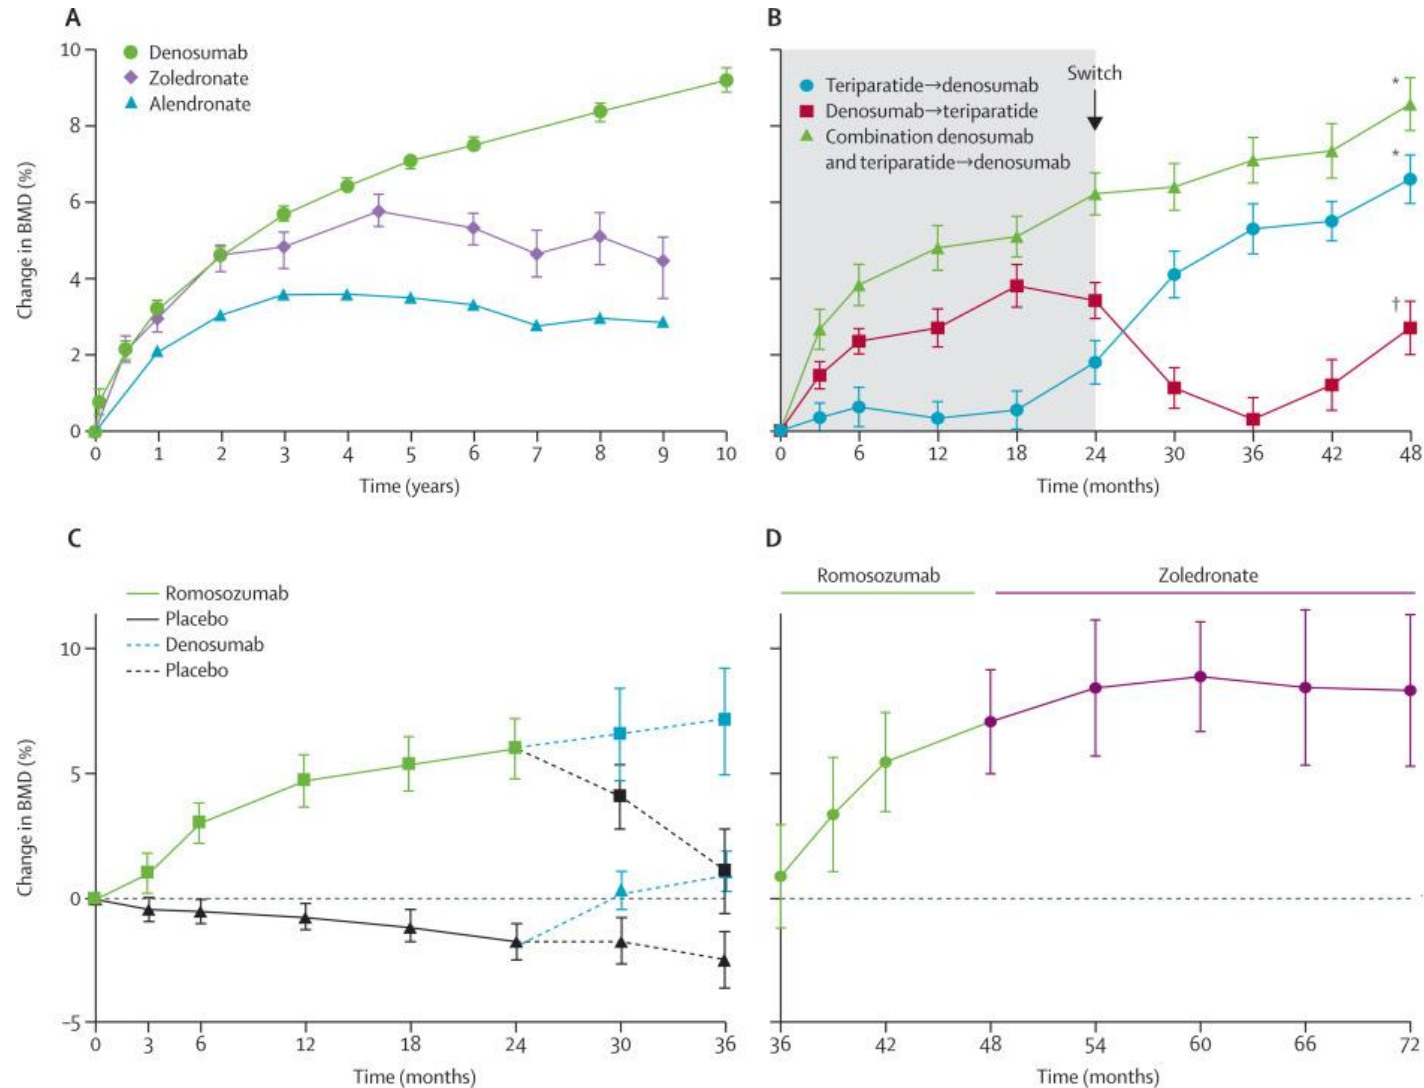 A
10
8
6
4
2
0
Change in BMD (%)
Denosumab
Zoledronate
Alendronate
0 1 2 3 4 5 6 7 8 9 10
Time (years)
B
Teriparatide→denosumab
Denosumab→teriparatide
Combination denosumab
and teriparatide→denosumab
Switch
*
*
†
0 6 12 18 24 30 36 42 48
Time (months)
C
Romosozumab
Placebo
Denosumab
Placebo
10
5
0
–5
Change in BMD (%)
0 3 6 12 18 24 30 36
Time (months)
D
Romosozumab
Zoledronate
36 42 48 54 60 66 72
Time (months)